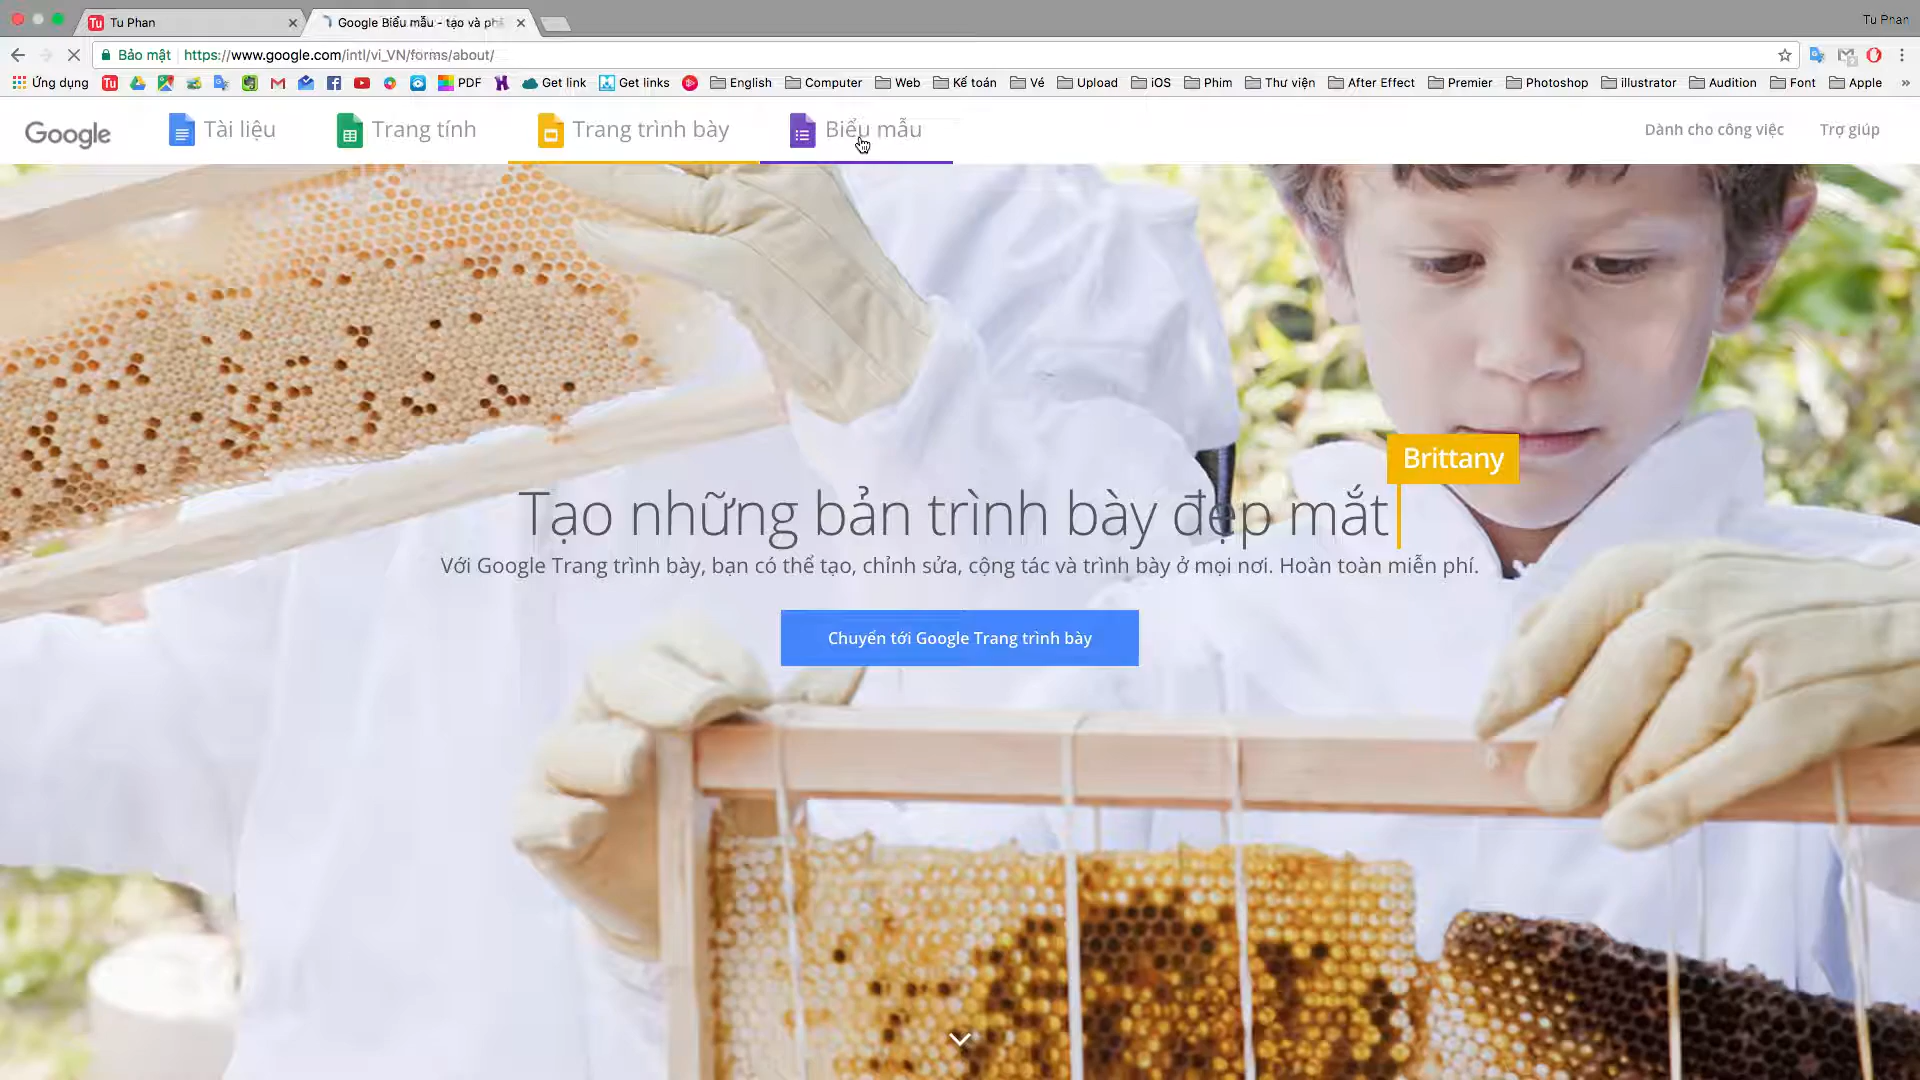 Tu Phan
Google Biểu mẫu - tạo và phâ
Tu Phan
Bảo mật https://www.google.com/intl/vi_VN/forms/about/
Ứng dụng PDF Get link Get links English Computer Web Kế toán Vé Upload iOS Phim Thư viện After Effect Premier Photoshop illustrator Audition Font Apple »
Google Tài liệu Trang tính Trang trình bày Biểu mẫu Dành cho công việc Trợ giúp
Brittany
Tạo những bản trình bày đẹp mắt
Với Google Trang trình bày, bạn có thể tạo, chỉnh sửa, cộng tác và trình bày ở mọi nơi. Hoàn toàn miễn phí.
Chuyển tới Google Trang trình bày